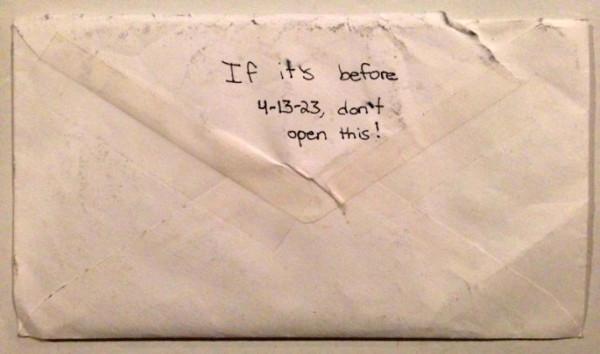 If it's before
4-13-23, don't
open this!